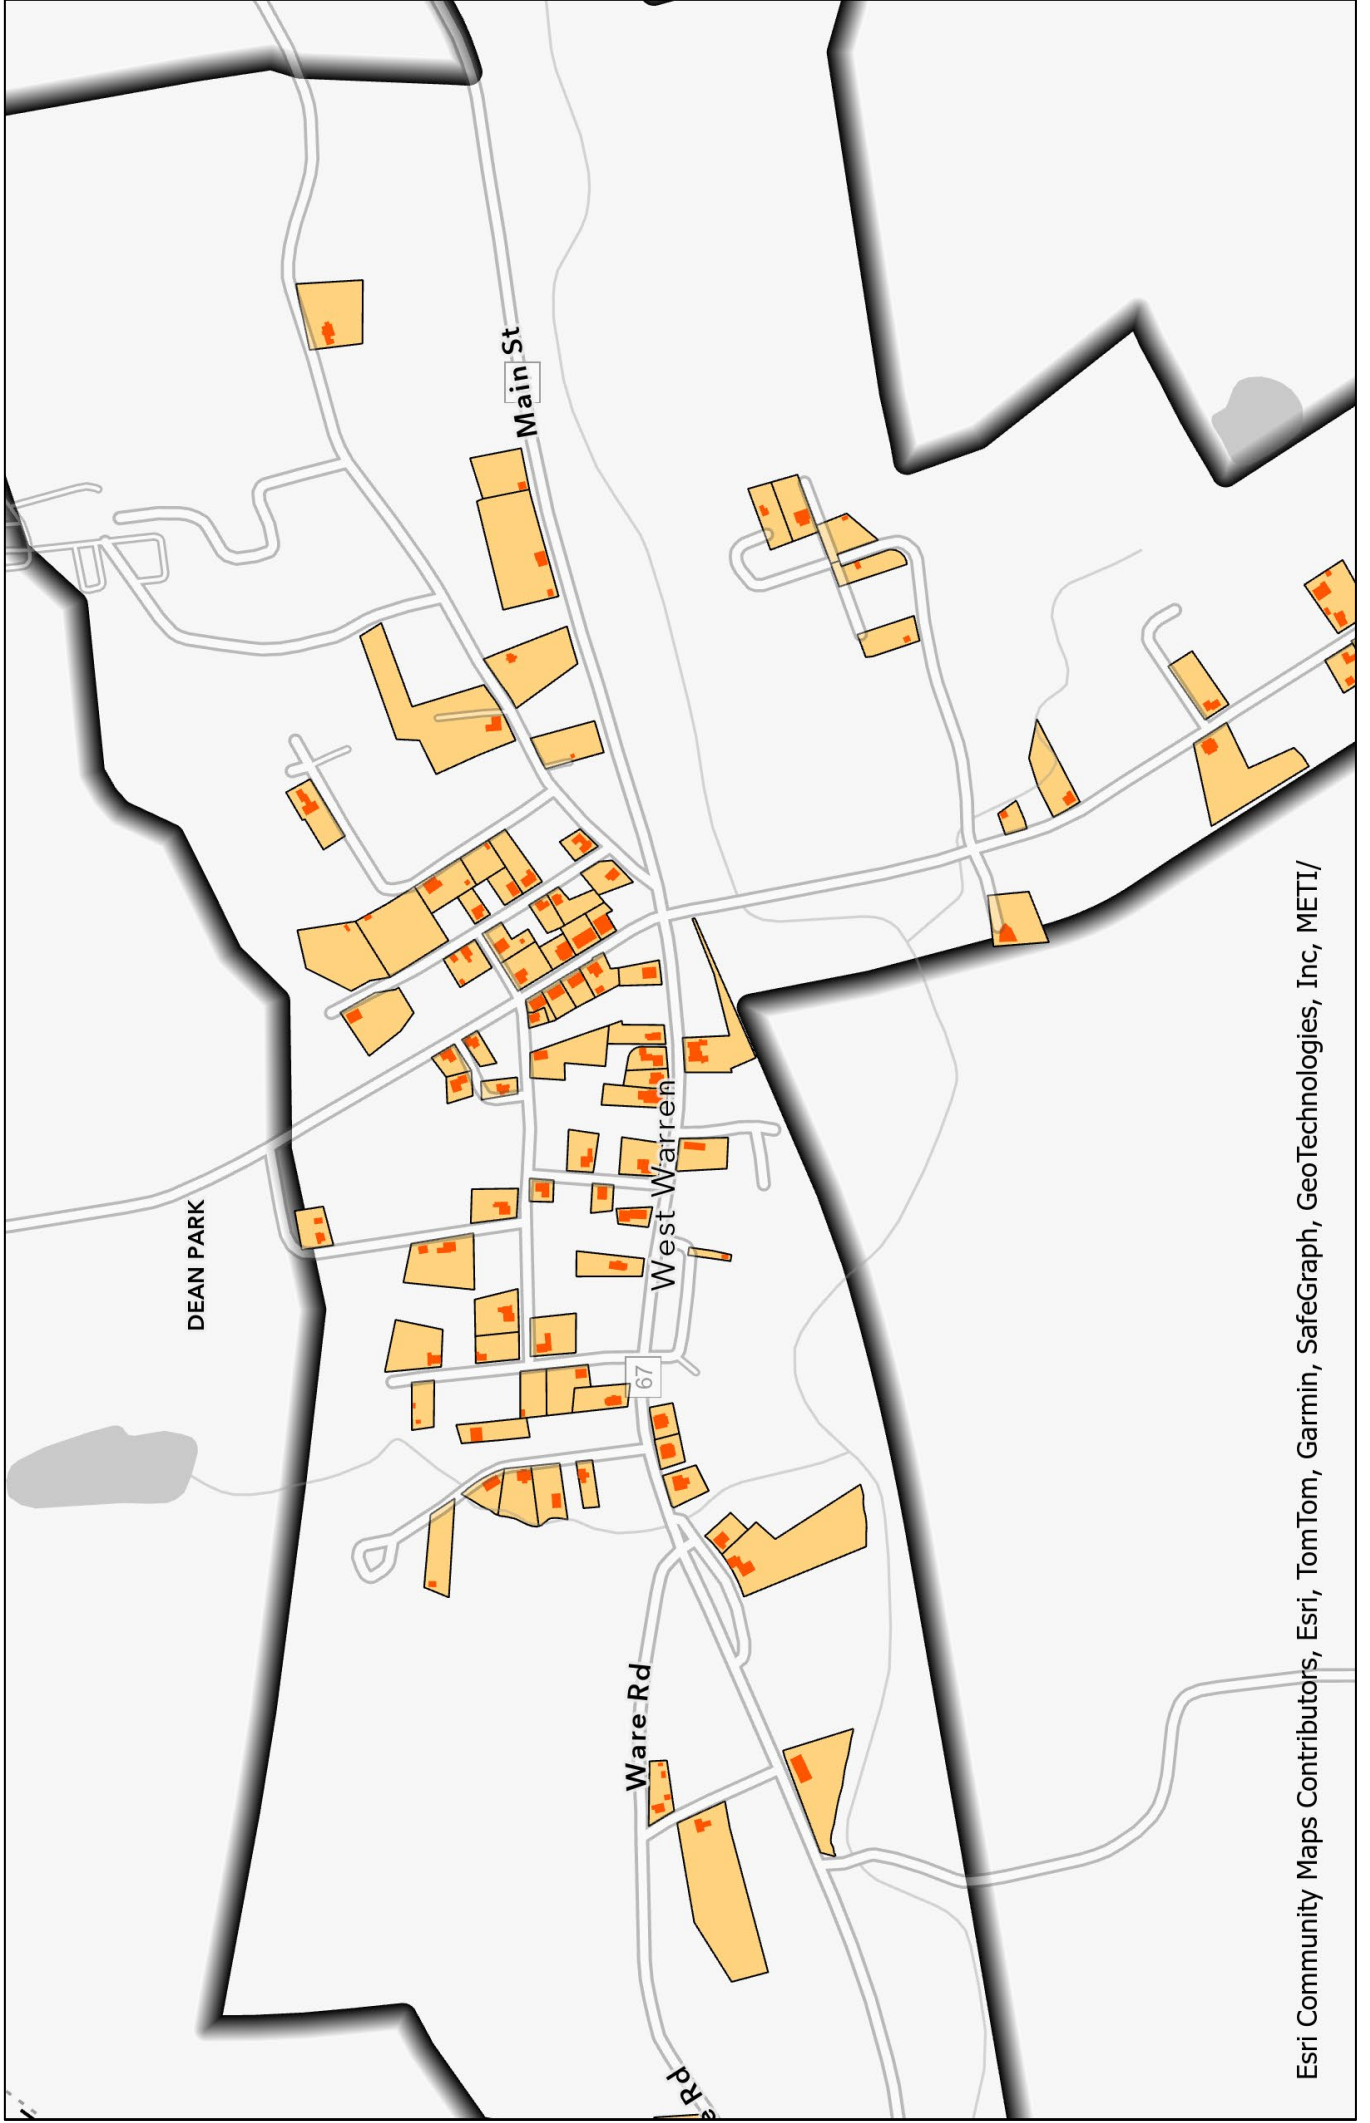 Main St
DEAN PARK
West Warren
67
Ware Rd
e Rd
Esri Community Maps Contributors, Esri, TomTom, Garmin, SafeGraph, GeoTechnologies, Inc, METI/